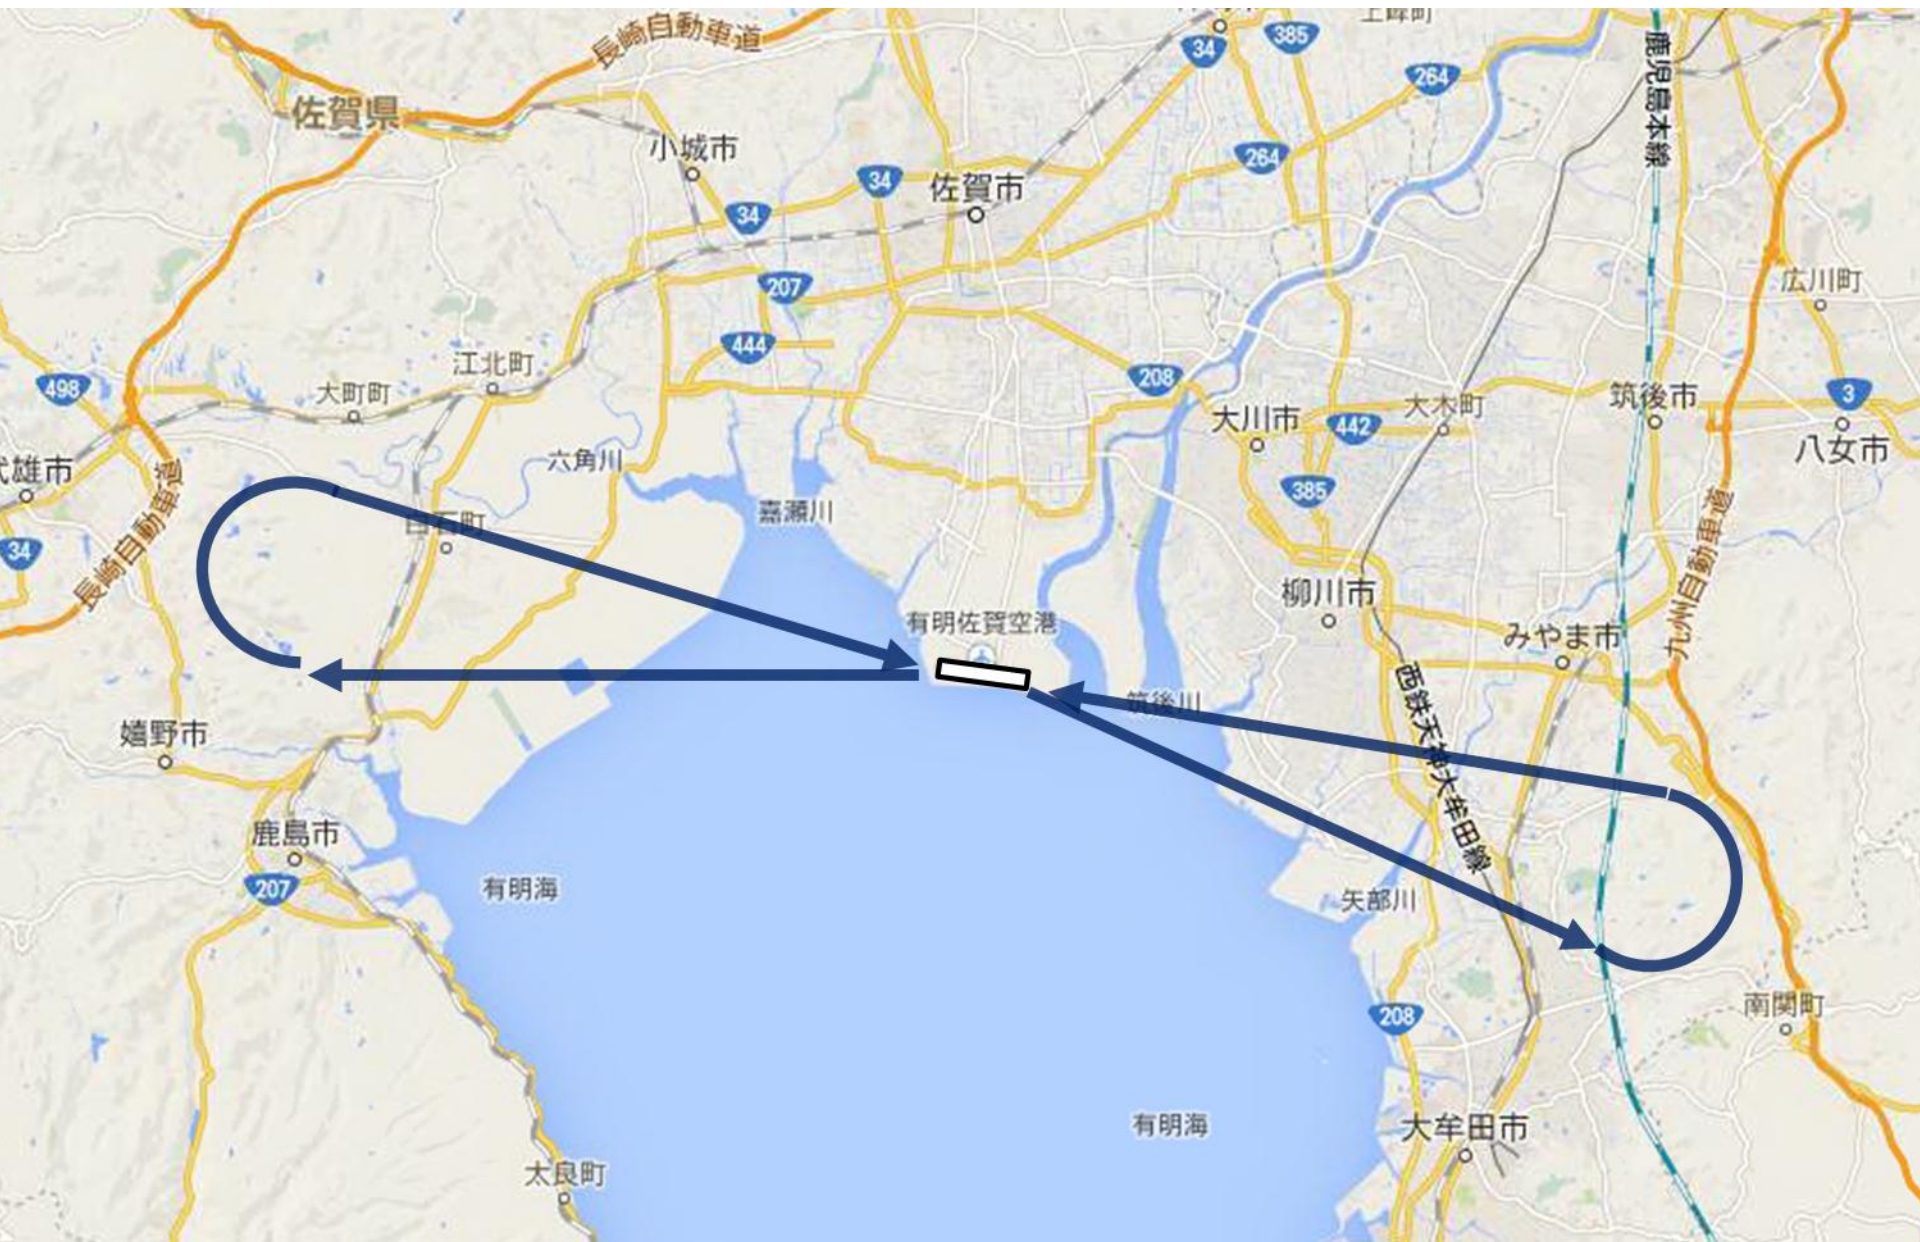 長崎自動車道
34
385
上峰町
264
鹿児島本線
佐賀県
小城市
34
佐賀市
264
34
207
広川町
444
江北町
208
498
大町町
筑後市
3
大木町
大川市
442
八女市
六角川
武雄市
385
嘉瀬川
白石町
34
長崎自動車道
九州自動車道
柳川市
有明佐賀空港
みやま市
筑後川
西鉄天神大牟田線
嬉野市
鹿島市
207
有明海
矢部川
208
南関町
有明海
大牟田市
太良町